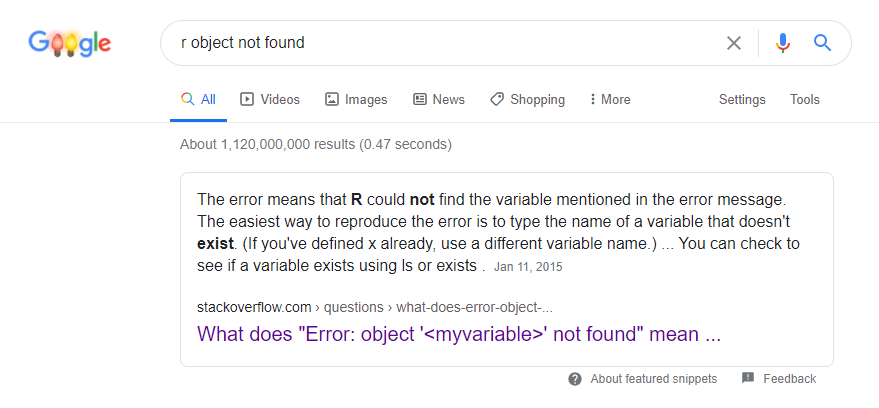 Google
r object not found
All Videos Images News Shopping More Settings Tools
About 1,120,000,000 results (0.47 seconds)
The error means that R could not find the variable mentioned in the error message.
The easiest way to reproduce the error is to type the name of a variable that doesn't
exist. (If you've defined x already, use a different variable name.) ... You can check to
see if a variable exists using ls or exists . Jan 11, 2015
stackoverflow.com › questions › what-does-error-object-...
What does "Error: object '<myvariable>' not found" mean ...
About featured snippets Feedback